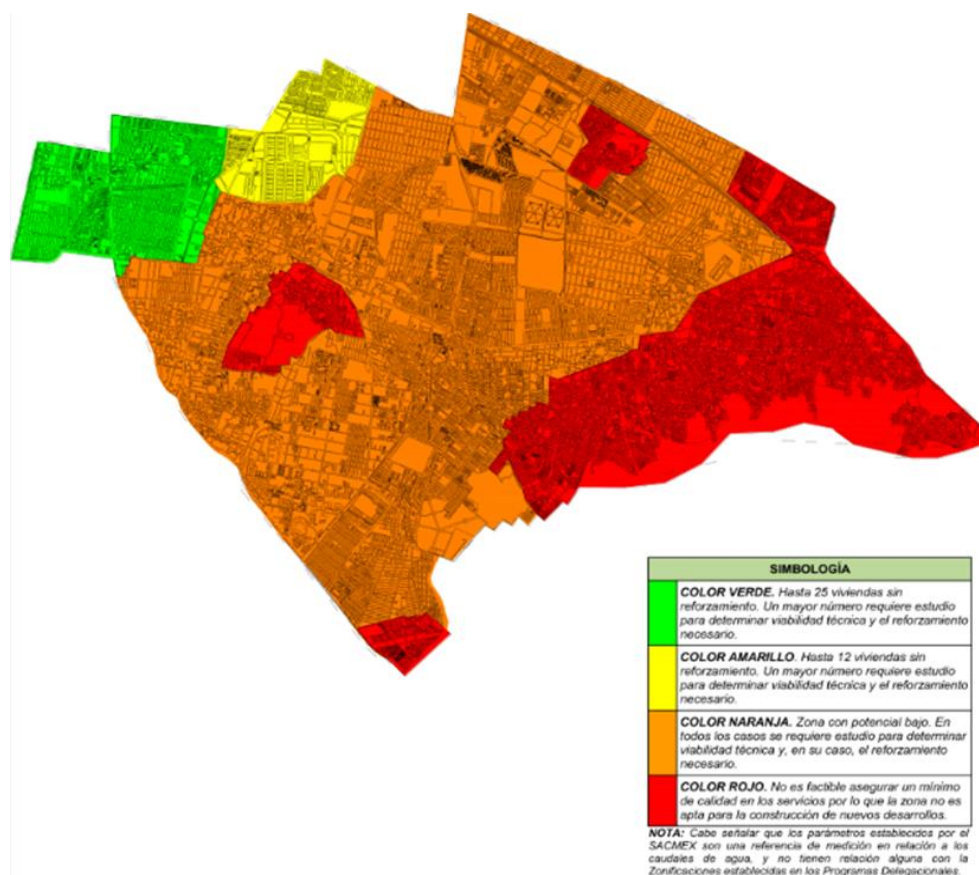 SIMBOLOGÍA
COLOR VERDE. Hasta 25 viviendas sin
reforzamiento. Un mayor número requiere estudio
para determinar viabilidad técnica y el reforzamiento
necesario.
COLOR AMARILLO. Hasta 12 viviendas sin
reforzamiento. Un mayor número requiere estudio
para determinar viabilidad técnica y el reforzamiento
necesario.
COLOR NARANJA. Zona con potencial bajo. En
todos los casos se requiere estudio para determinar
viabilidad técnica y, en su caso, el reforzamiento
necesario.
COLOR ROJO. No es factible asegurar un mínimo
de calidad en los servicios por lo que la zona no es
apta para la construcción de nuevos desarrollos.
NOTA: Cabe señalar que los parámetros establecidos por el
SACMEX son una referencia de medición en relación a los
caudales de agua, y no tienen relación alguna con la
Zonificaciones establecidas en los Programas Delegacionales.